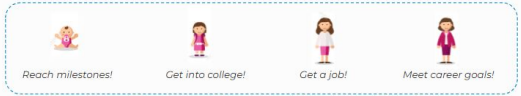 Reach milestones!
Get into college!
Get a job!
Meet career goals!